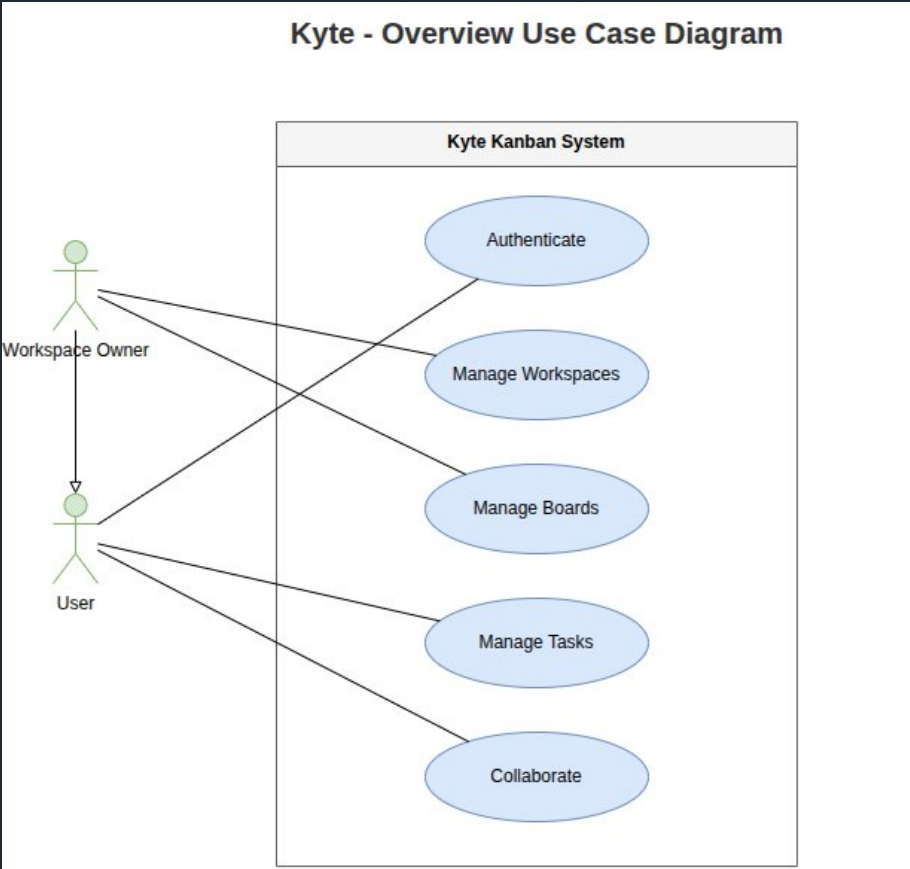 Kyte - Overview Use Case Diagram
Kyte Kanban System
Authenticate
Workspace Owner
Manage Workspaces
Manage Boards
User
Manage Tasks
Collaborate